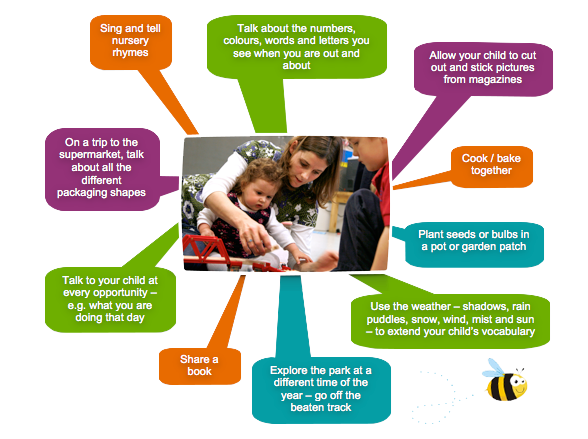 Sing and tell
nursery
rhymes
Talk about the numbers,
colours, words and letters you
see when you are out and
about
Allow your child to cut
out and stick pictures
from magazines
On a trip to the
supermarket, talk
about all the
different
packaging shapes
Cook / bake
together
Plant seeds or bulbs in
a pot or garden patch
Talk to your child at
every opportunity –
e.g. what you are
doing that day
Use the weather – shadows, rain
puddles, snow, wind, mist and sun
– to extend your child's vocabulary
Share a
book
Explore the park at a
different time of the
year – go off the
beaten track